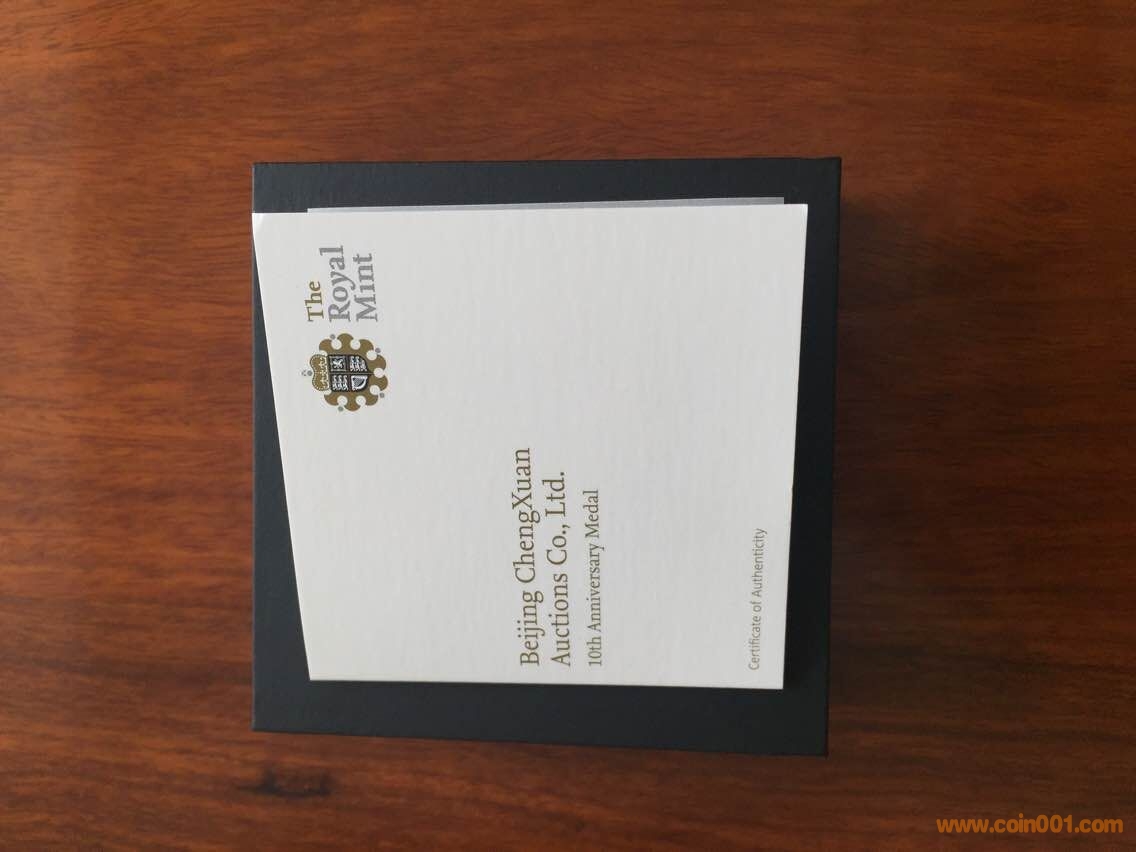 The
Royal
Mint
Beijing ChengXuan
Auctions Co., Ltd.
10th Anniversary Medal
Certificate of Authenticity
www.coin001.com